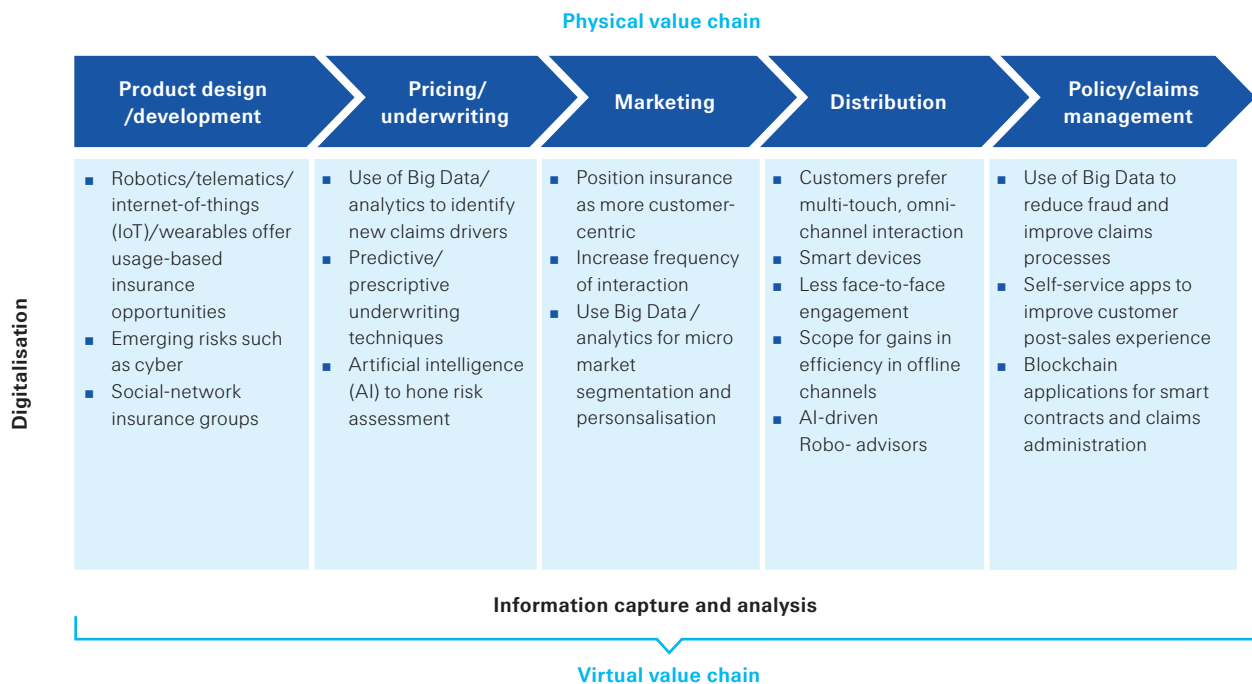 Physical value chain
Product design
/development
Pricing/
underwriting
Marketing
Distribution
Policy/claims
management
Digitalisation
■ Robotics/telematics/
internet-of-things
(IoT)/wearables offer
usage-based
insurance
opportunities
■ Emerging risks such
as cyber
■ Social-network
insurance groups
■ Use of Big Data/
analytics to identify
new claims drivers
■ Predictive/
prescriptive
underwriting
techniques
■ Artificial intelligence
(AI) to hone risk
assessment
■ Position insurance
as more customer-
centric
■ Increase frequency
of interaction
■ Use Big Data /
analytics for micro
market
segmentation and
personsalisation
■ Customers prefer
multi-touch, omni-
channel interaction
■ Smart devices
■ Less face-to-face
engagement
■ Scope for gains in
efficiency in offline
channels
■ AI-driven
Robo- advisors
■ Use of Big Data to
reduce fraud and
improve claims
processes
■ Self-service apps to
improve customer
post-sales experience
■ Blockchain
applications for smart
contracts and claims
administration
Information capture and analysis
Virtual value chain